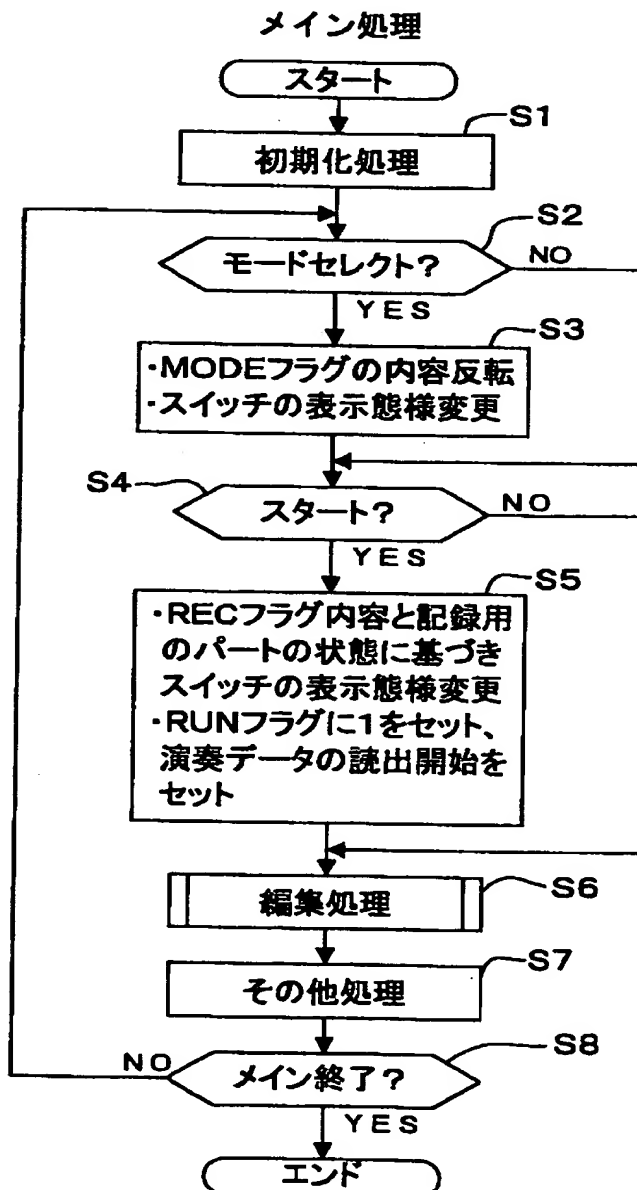 メイン処理
スタート
S1
初期化処理
S2
モードセレクト?
NO
YES
S3
・MODEフラグの内容反転
・スイッチの表示態様変更
S4
スタート?
NO
YES
S5
・RECフラグ内容と記録用
のパートの状態に基づき
スイッチの表示態様変更
・RUNフラグに1をセット、
演奏データの読出開始を
セット
編集処理
S6
S7
その他処理
S8
NO
メイン終了?
YES
エンド